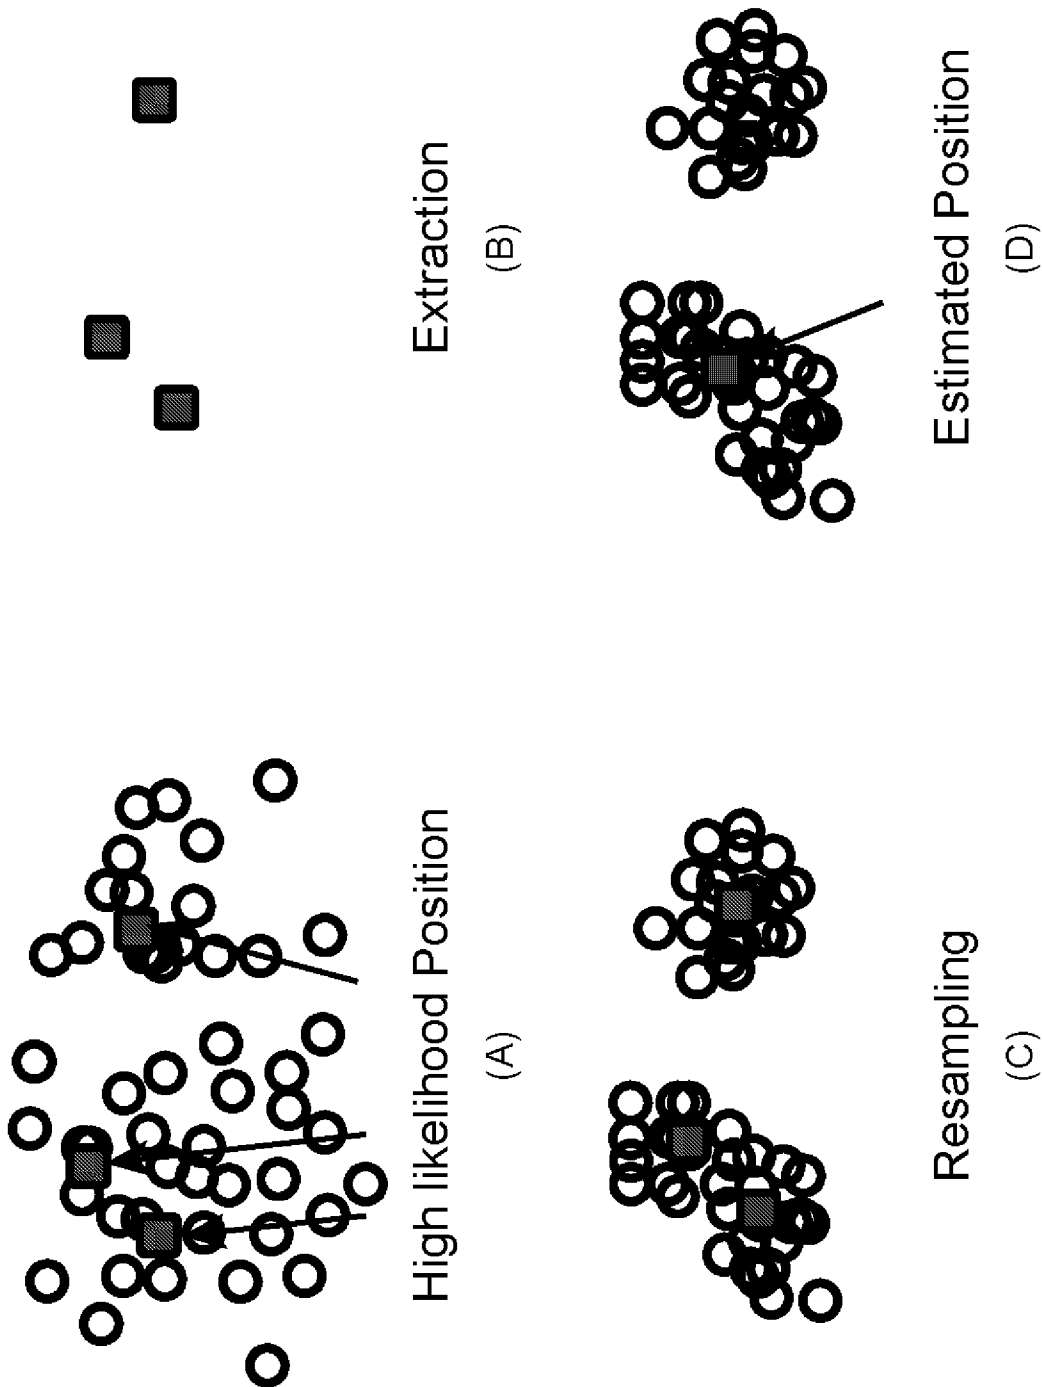 High likelihood Position
(A)
Extraction
(B)
Resampling
(C)
Estimated Position
(D)